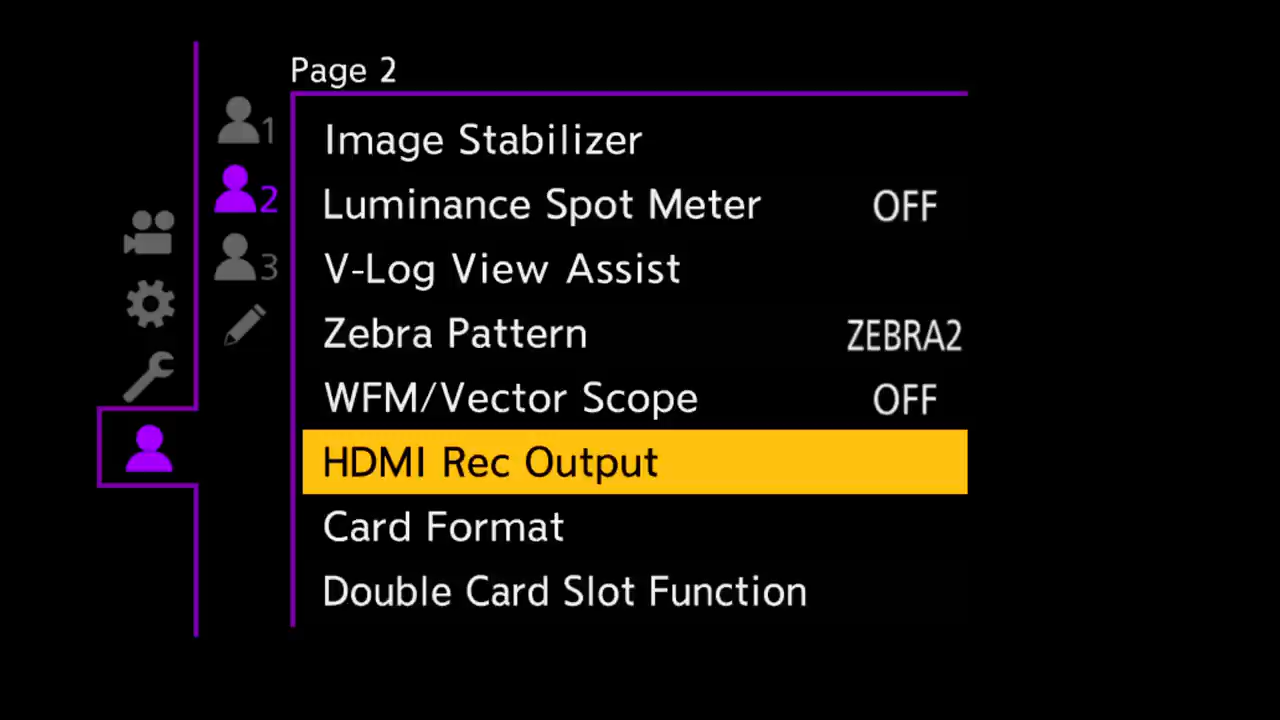 Page 2
1
2
3
Image Stabilizer
Luminance Spot Meter OFF
V-Log View Assist
Zebra Pattern ZEBRA2
WFM/Vector Scope OFF
HDMI Rec Output
Card Format
Double Card Slot Function